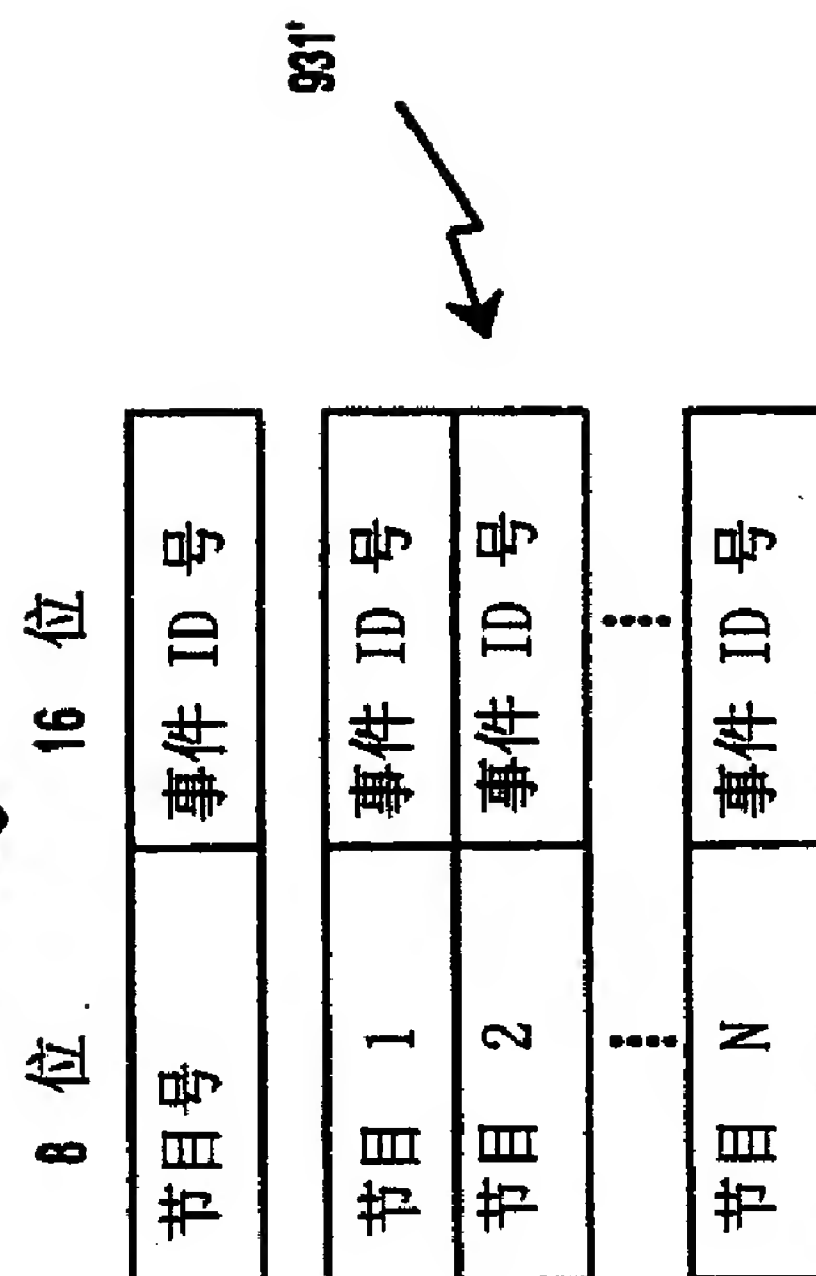 8 位 16 位
节目号 事件 ID 号
节目 1 事件 ID 号
节目 2 事件 ID 号
节目 N 事件 ID 号
931'